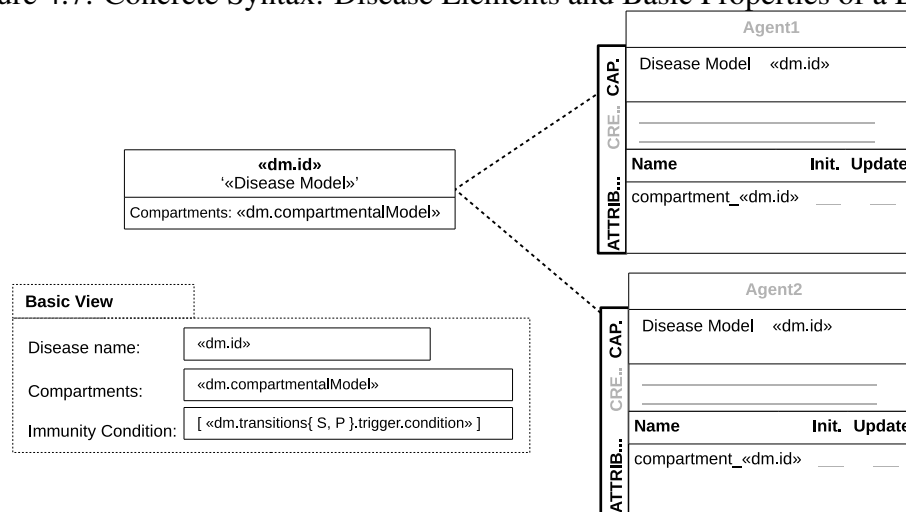 ure 4.7: Concrete Syntax: Disease Elements and Basic Properties of a
Agent1
CAP.
Disease Model «dm.id»
CRE..
ATTRIB...
Name Init. Update
compartment_«dm.id»
«dm.id»
‘«Disease Model»’
Compartments: «dm.compartmentalModel»
Basic View
Disease name: «dm.id»
Compartments: «dm.compartmentalModel»
Immunity Condition: [ «dm.transitions{ S, P }.trigger.condition» ]
Agent2
CAP.
Disease Model «dm.id»
CRE..
ATTRIB...
Name Init. Update
compartment_«dm.id»